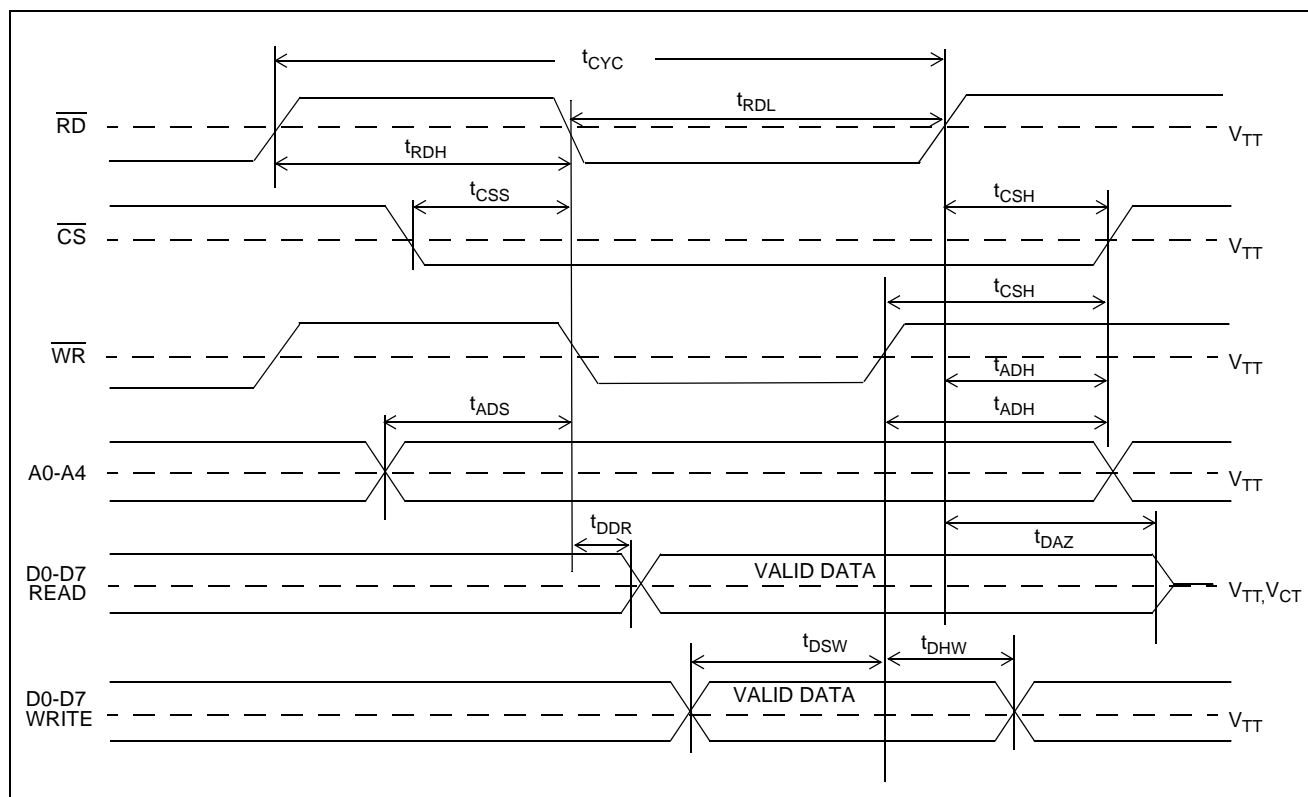 tCYC
tRDL
RD
VTT
tRDH
tCSS
tCSH
CS
VTT
tCSH
WR
tADH
VTT
tADS
tADH
A0-A4
VTT
tDDR
tDAZ
D0-D7
READ
VALID DATA
VTT,VCT
tDSW
tDHW
D0-D7
WRITE
VALID DATA
VTT